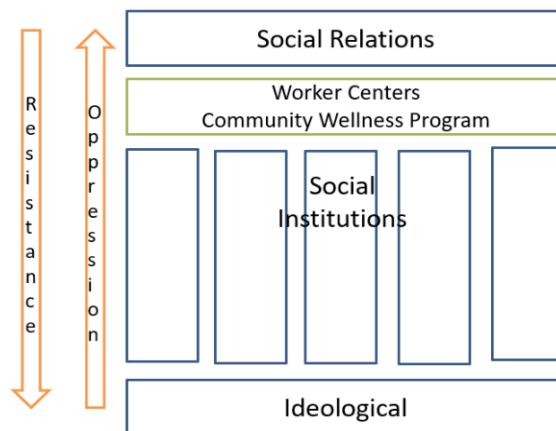 Resistance
Oppression
Social Relations
Worker Centers
Community Wellness Program
Social
Institutions
Ideological